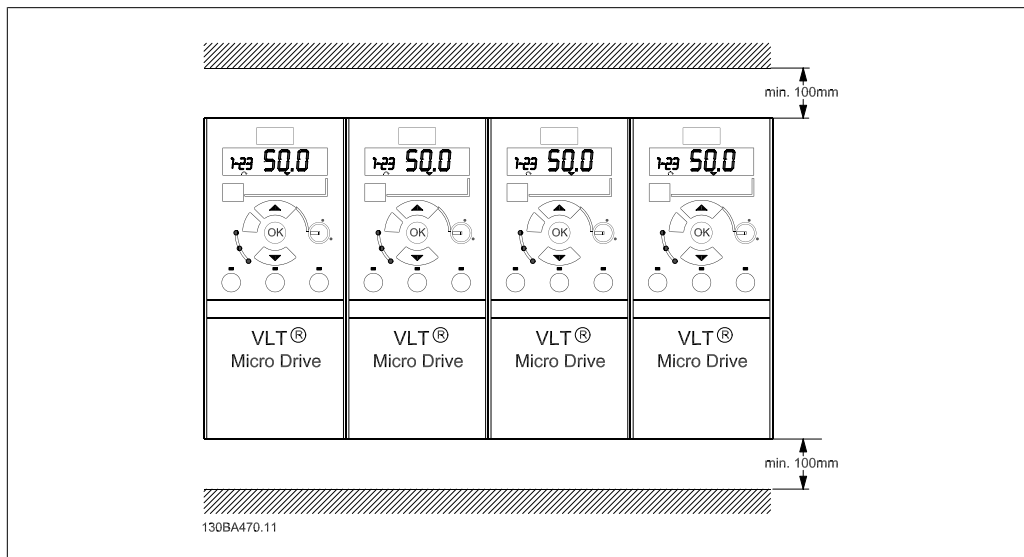 min. 100mm
1-23 50.0 1-23 50.0 1-23 50.0 1-23 50.0
OK OK OK OK
VLT® VLT® VLT® VLT®
Micro Drive Micro Drive Micro Drive Micro Drive
min. 100mm
130BA470.11